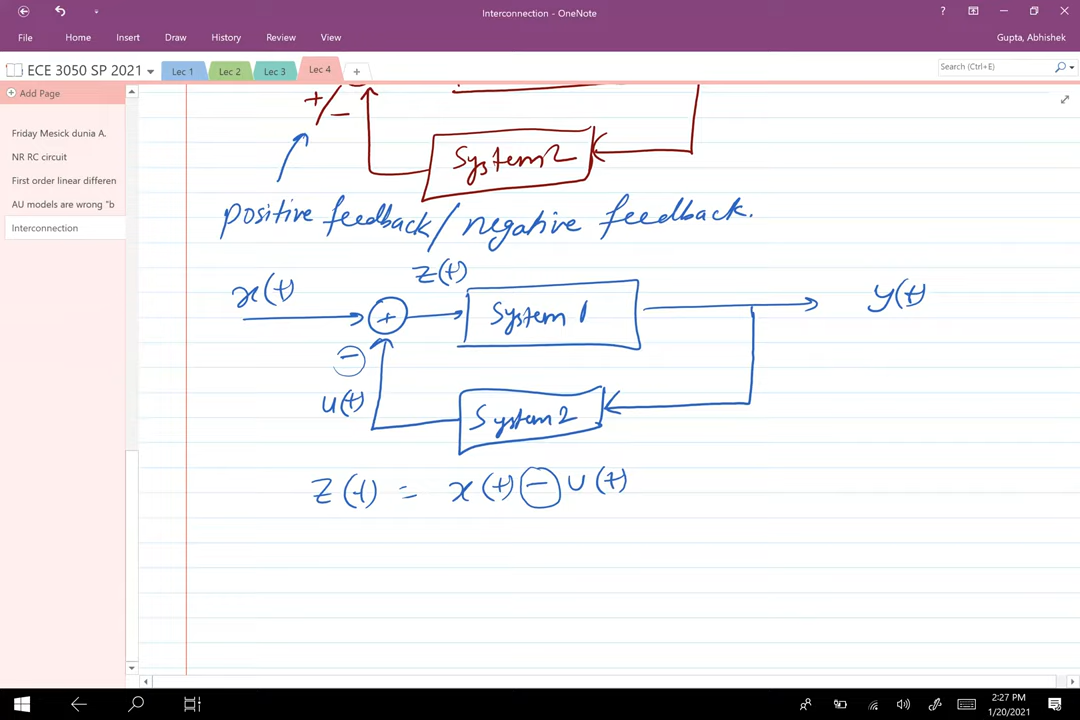 Interconnection - OneNote
?
File Home Insert Draw History Review View Gupta, Abhishek
ECE 3050 SP 2021 Lec 1 Lec 2 Lec 3 Lec 4 +
Search (Ctrl+E)
Add Page
Friday Mesick dunia A.
NR RC circuit
First order linear differen
AU models are wrong "b
Interconnection
+/-
System 2
positive feedback/negative feedback.
z(t)
x(t) + System 1 y(t)
-
u(t) System 2
z(t) = x(t) - u(t)
2:27 PM
1/20/2021